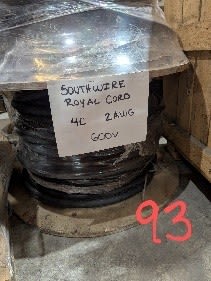 SOUTHWIRE
ROYAL CORD
4C 2AWG
600V
93